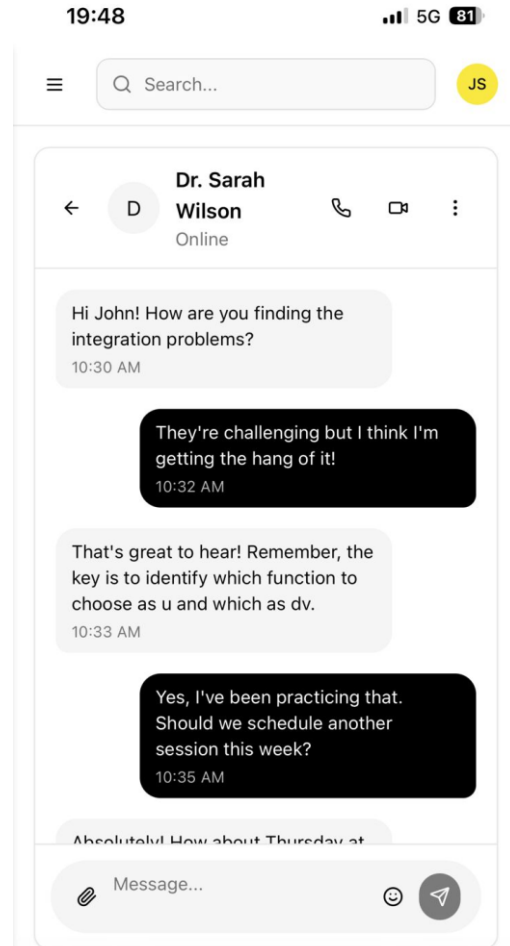 19:48 5G 81
Search... JS
Dr. Sarah
D Wilson
Online
Hi John! How are you finding the
integration problems?
10:30 AM
They're challenging but I think I'm
getting the hang of it!
10:32 AM
That's great to hear! Remember, the
key is to identify which function to
choose as u and which as dv.
10:33 AM
Yes, I've been practicing that.
Should we schedule another
session this week?
10:35 AM
Absolutely! How about Thursday at
Message...